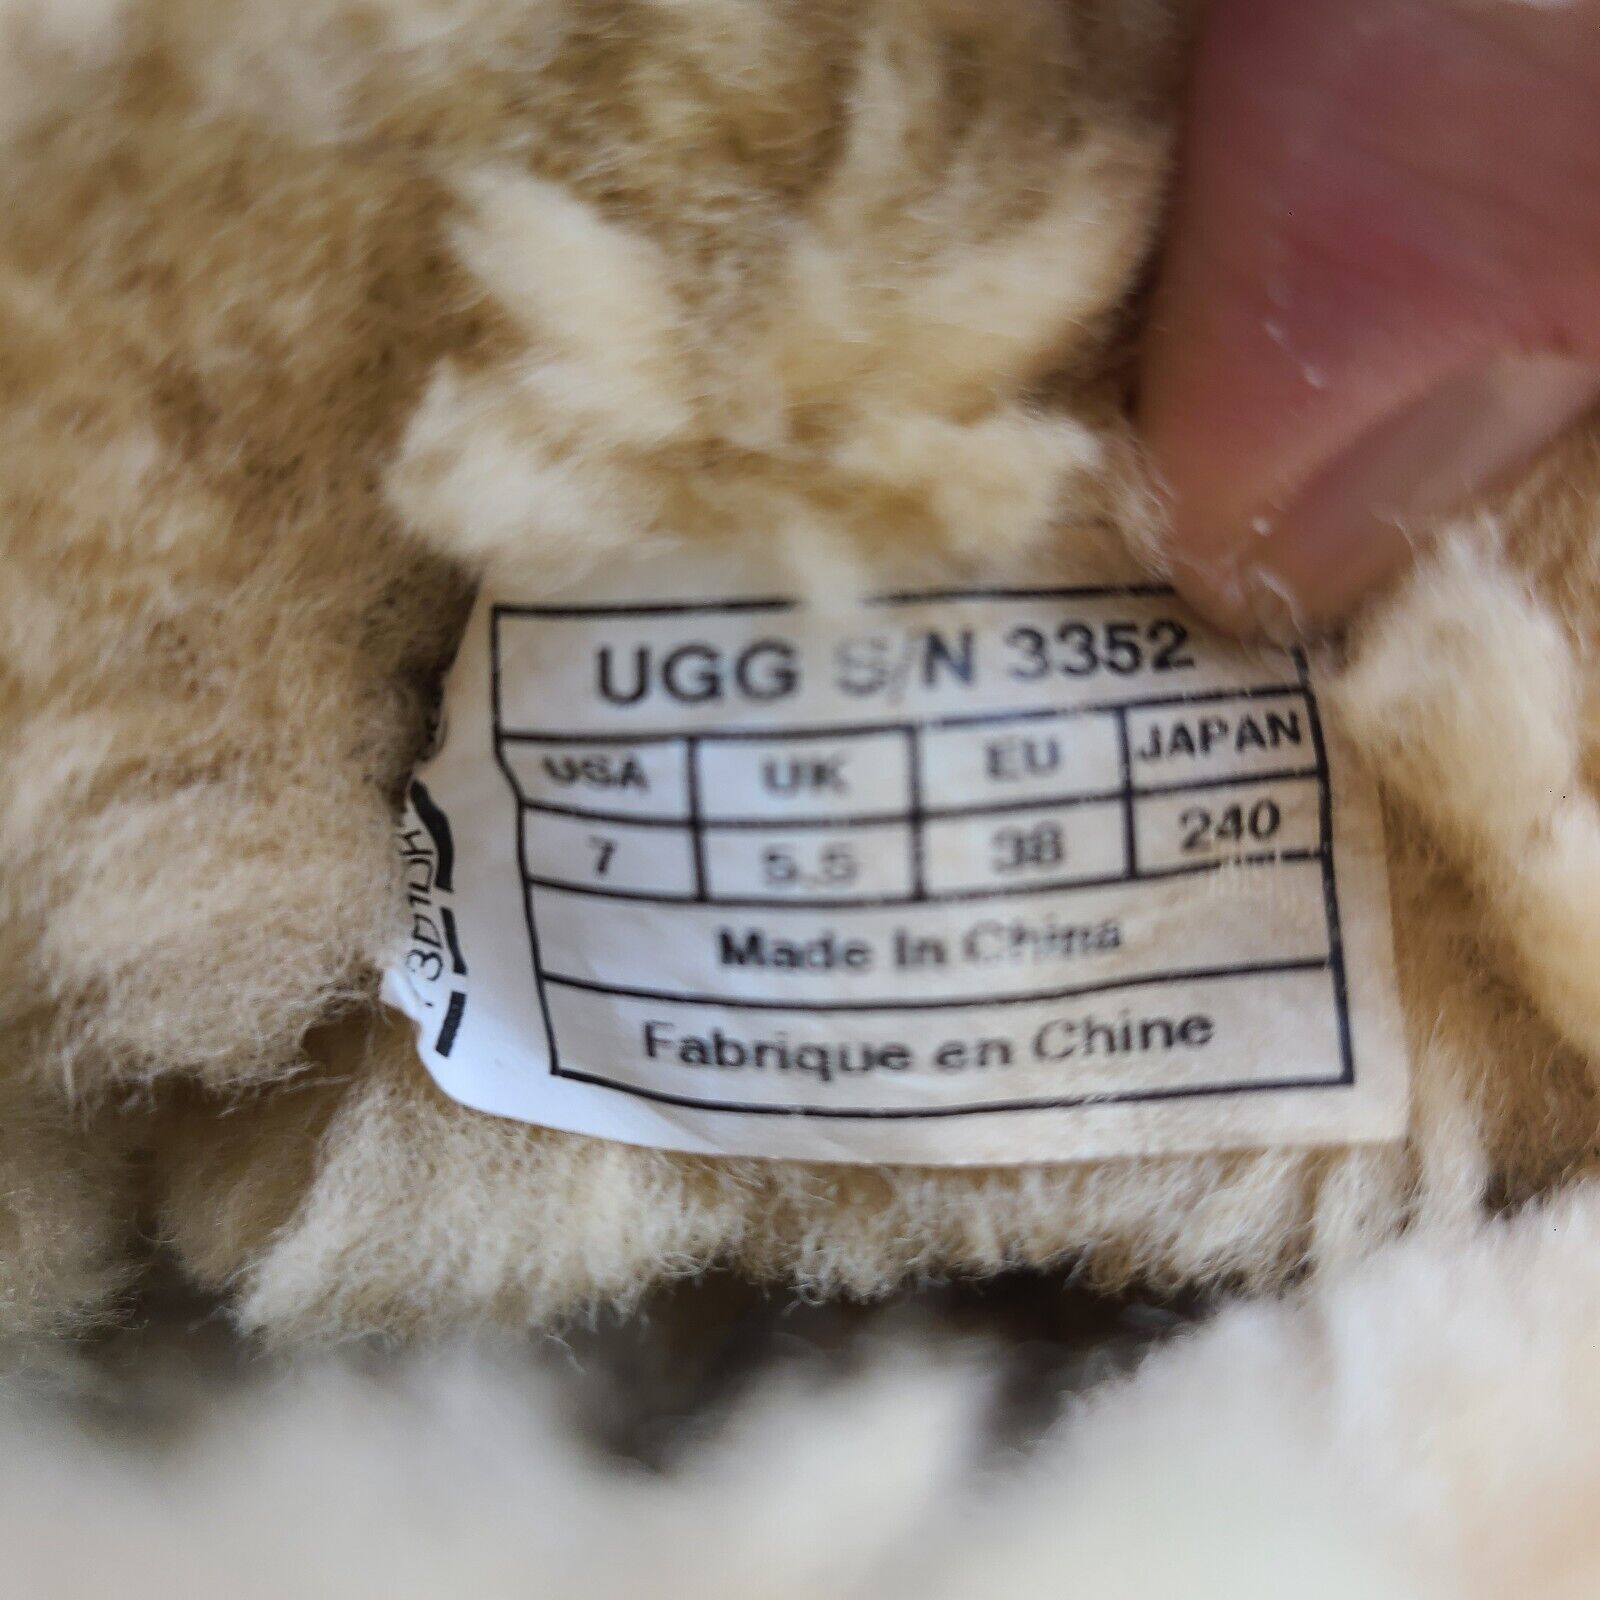 UGG S/N 3352
USA UK EU JAPAN
7 5.5 38 240
Made In China
Fabrique en Chine